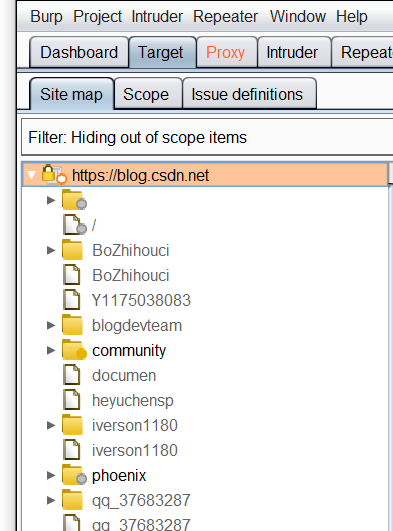 Burp Project Intruder Repeater Window Help
Dashboard Target Proxy Intruder Repeat
Site map Scope Issue definitions
Filter: Hiding out of scope items
https://blog.csdn.net
/
BoZhihouci
BoZhihouci
Y1175038083
blogdevteam
community
documen
heyuchensp
iverson1180
iverson1180
phoenix
qq_37683287
qq_37683287